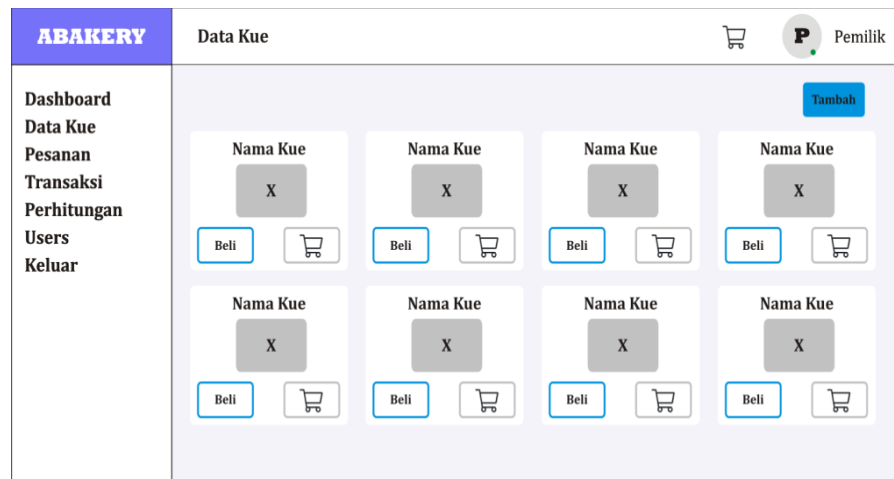 ABAKERY
Data Kue
P
Pemilik
Dashboard
Data Kue
Pesanan
Transaksi
Perhitungan
Users
Keluar
Tambah
Nama Kue
X
Beli
Nama Kue
X
Beli
Nama Kue
X
Beli
Nama Kue
X
Beli
Nama Kue
X
Beli
Nama Kue
X
Beli
Nama Kue
X
Beli
Nama Kue
X
Beli